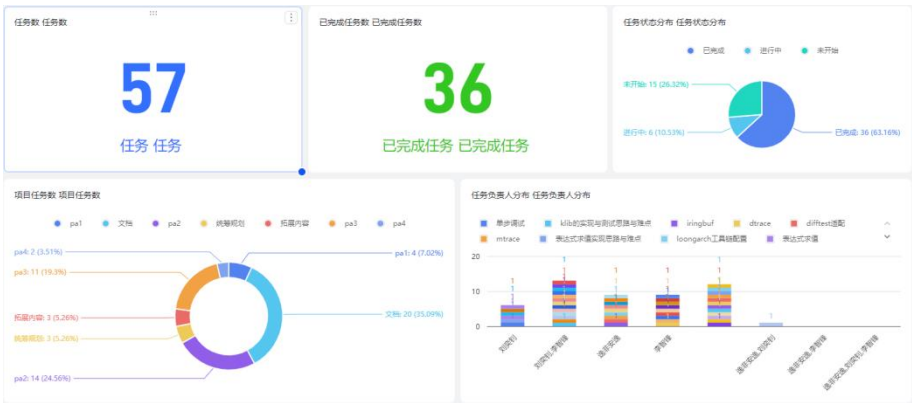 任务数 任务数
57
任务 任务
已完成任务数 已完成任务数
36
已完成任务 已完成任务
任务状态分布 任务状态分布
已完成 进行中 未开始
未开始: 15 (26.32%)
进行中: 6 (10.53%)
已完成: 36 (63.16%)
项目任务数 项目任务数
pa1 文档 pa2 统筹规划 拓展内容 pa3 pa4
pa4: 2 (3.51%)
pa1: 4 (7.02%)
pa3: 11 (19.3%)
拓展内容: 3 (5.26%)
统筹规划: 3 (5.26%)
文档: 20 (35.09%)
pa2: 14 (24.56%)
任务负责人分布 任务负责人分布
单步调试 klib的实现与测试思路与难点 iringbuf dtrace difftest适配
mtrace 表达式求值实现思路与难点 loongarch工具链配置 表达式求值
20
10
0